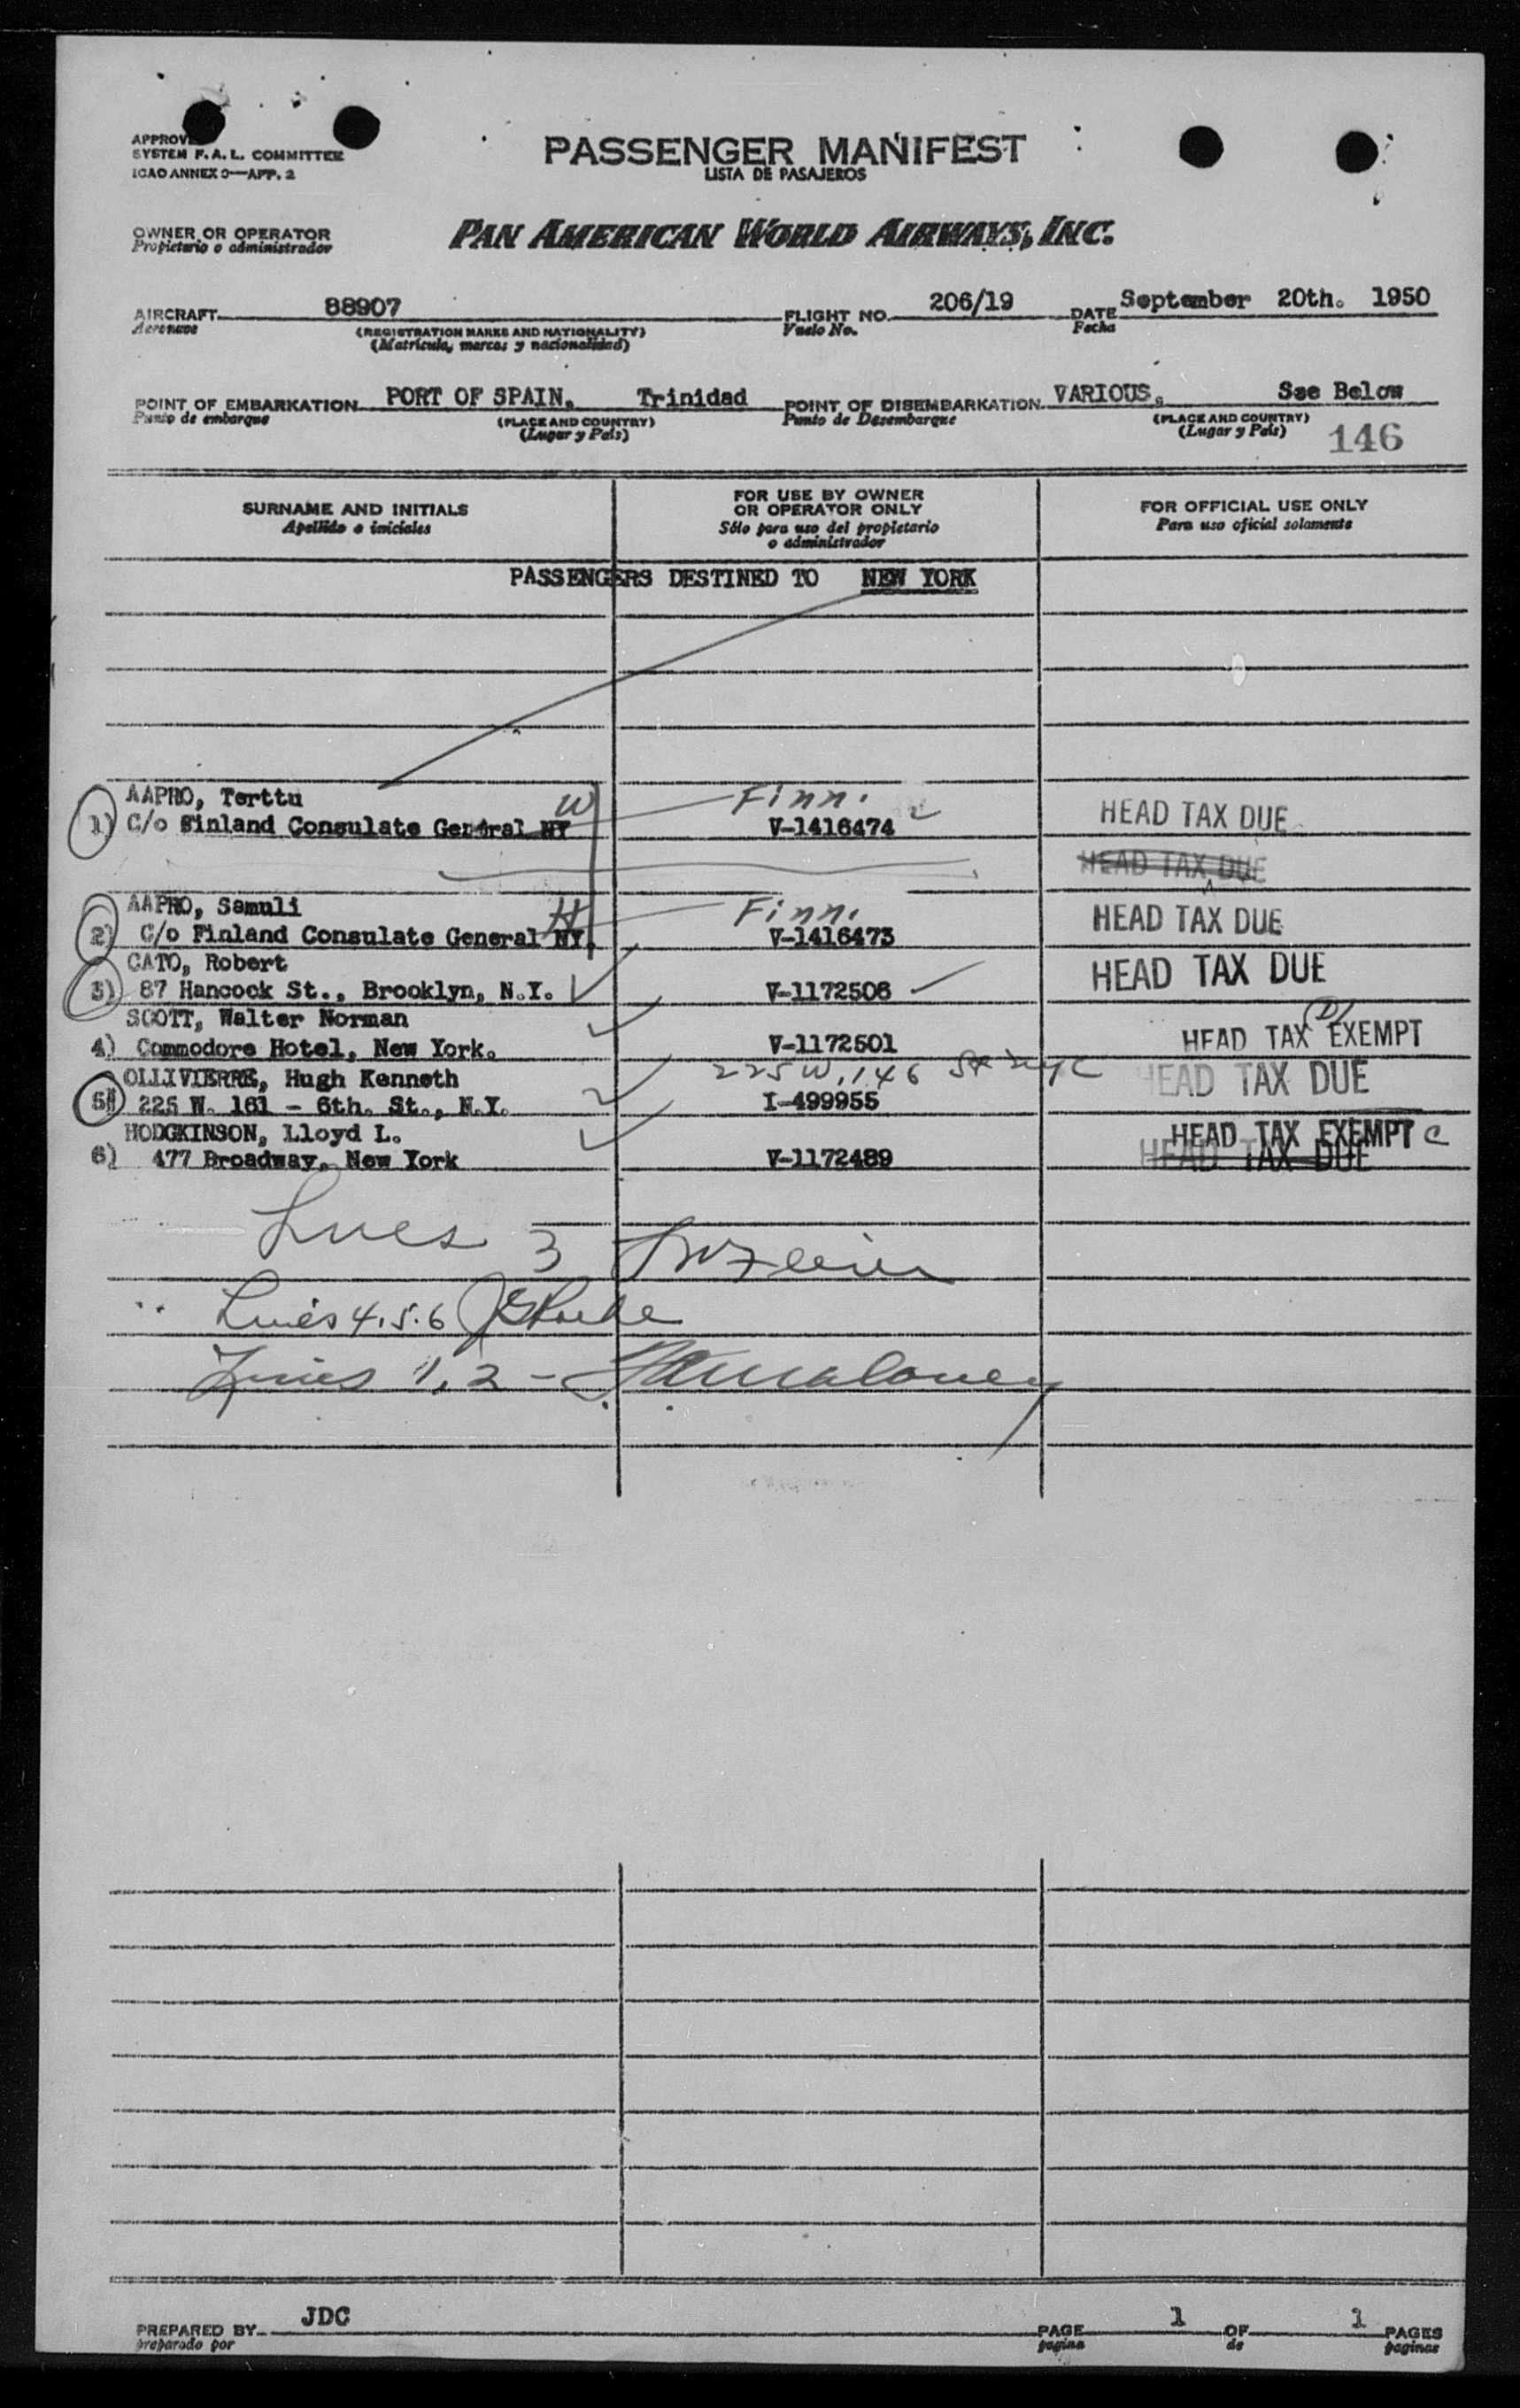 APPROVED
SYSTEM F.A.L. COMMITTEE
ICAO ANNEX 9—APP. 2
PASSENGER MANIFEST
LISTA DE PASAJEROS
OWNER OR OPERATOR
Propietario o administrador
PAN AMERICAN WORLD AIRWAYS, INC.
AIRCRAFT 88907 FLIGHT NO. 206/19 DATE September 20th. 1950
Aeronave (REGISTRATION MARKS AND NATIONALITY) Vuelo No. Fecha
(Matrícula, marcas y nacionalidad)
POINT OF EMBARKATION PORT OF SPAIN, Trinidad POINT OF DISEMBARKATION VARIOUS, See Below
Punto de embarque (PLACE AND COUNTRY) Punto de Desembarque (PLACE AND COUNTRY)
(Lugar y País) (Lugar y País) 146
SURNAME AND INITIALS FOR USE BY OWNER OR OPERATOR ONLY FOR OFFICIAL USE ONLY
Apellido e iniciales Sólo para uso del propietario o administrador Para uso oficial solamente
PASSENGERS DESTINED TO NEW YORK
AAPRO, Terttu W Finn.
1) C/o Finland Consulate General NY V-1416474 HEAD TAX DUE
HEAD TAX DUE
AAPRO, Samuli H Finn.
2) C/o Finland Consulate General NY. V-1416473 HEAD TAX DUE
CATO, Robert
3) 87 Hancock St., Brooklyn, N.Y. V-1172506 HEAD TAX DUE
SCOTT, Walter Norman
4) Commodore Hotel, New York. V-1172501 HEAD TAX EXEMPT
OLLIVIERRE, Hugh Kenneth 225 W. 146 St NYC
5) 225 W. 161 - 6th. St., N.Y. I-499955 HEAD TAX DUE
HODGKINSON, Lloyd L. HEAD TAX EXEMPT C
6) 477 Broadway, New York V-1172489 HEAD TAX DUE
Lines 3
Lines 4.5.6
Lines 1,2 - Maloney
PREPARED BY JDC PAGE 1 OF 1 PAGES
preparado por pagina de paginas